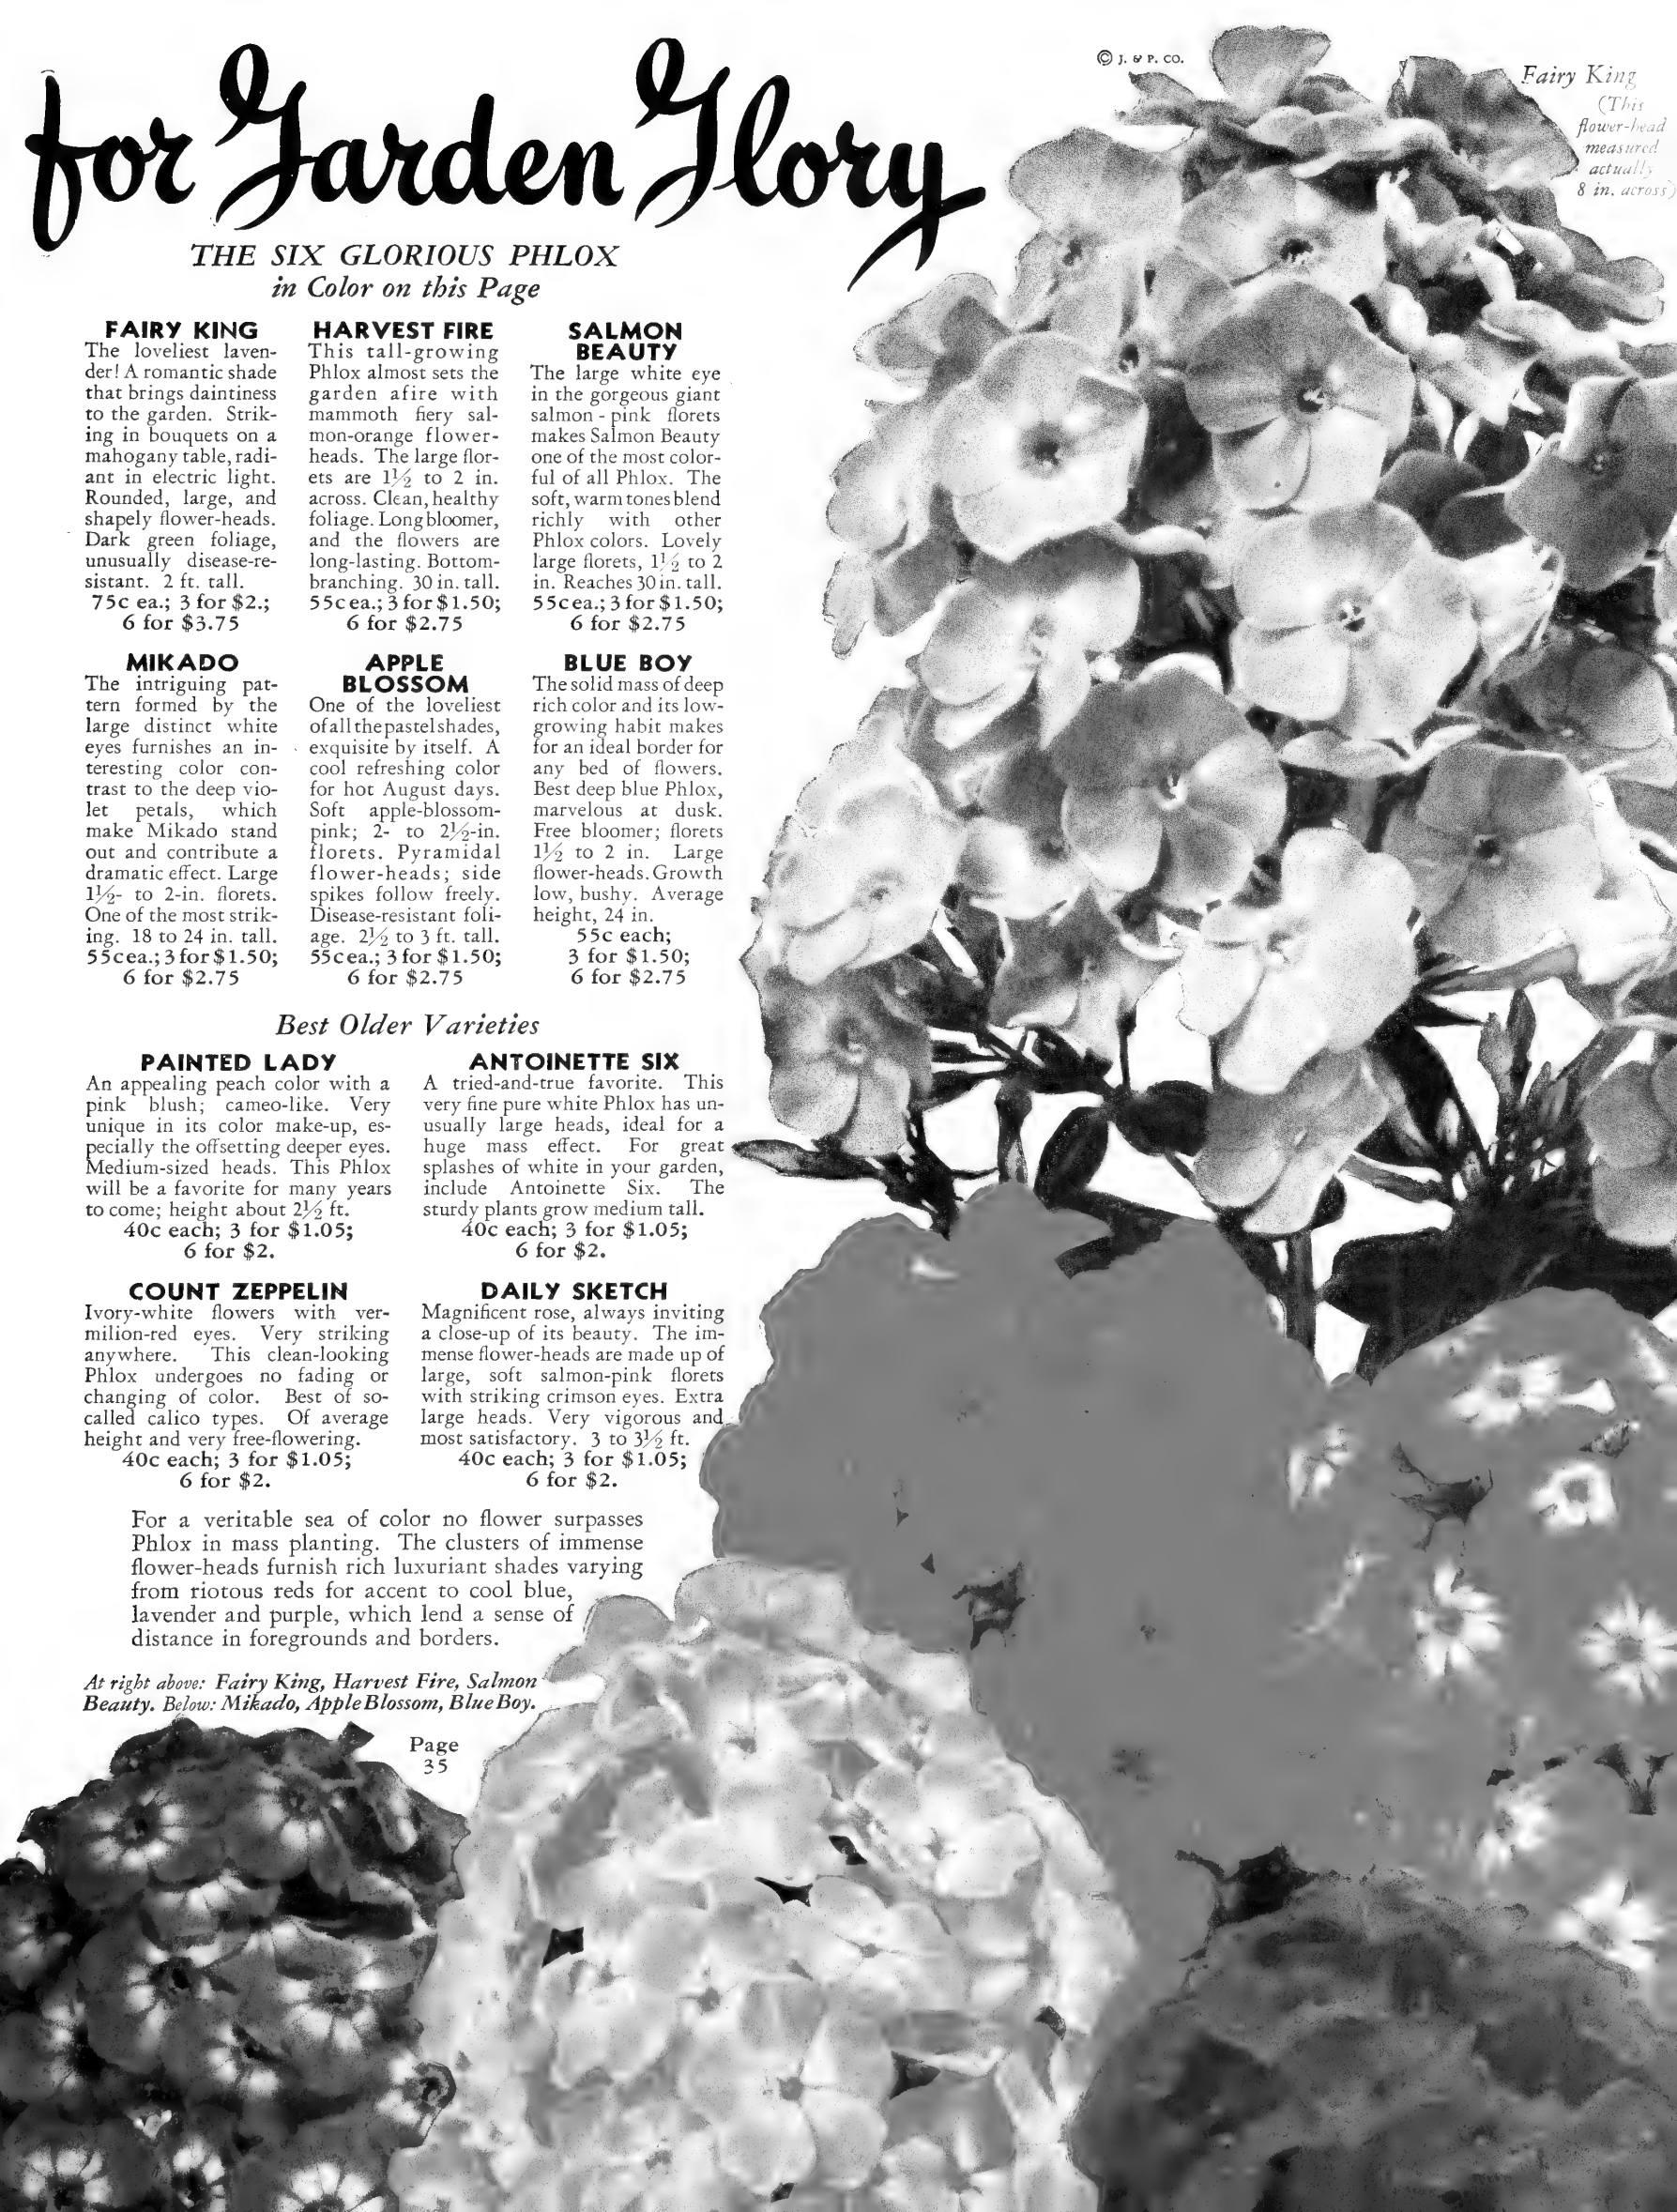 for Garden Glory
© J. & P. CO.
Fairy King
(This
flower-head
measured
actually
8 in. across)
THE SIX GLORIOUS PHLOX
in Color on this Page
FAIRY KING
The loveliest laven-
der! A romantic shade
that brings daintiness
to the garden. Strik-
ing in bouquets on a
mahogany table, radi-
ant in electric light.
Rounded, large, and
shapely flower-heads.
Dark green foliage,
unusually disease-re-
sistant. 2 ft. tall.
75c ea.; 3 for $2.;
6 for $3.75
HARVEST FIRE
This tall-growing
Phlox almost sets the
garden afire with
mammoth fiery sal-
mon-orange flower-
heads. The large flor-
ets are 1½ to 2 in.
across. Clean, healthy
foliage. Long bloomer,
and the flowers are
long-lasting. Bottom-
branching. 30 in. tall.
55c ea.; 3 for $1.50;
6 for $2.75
SALMON
BEAUTY
The large white eye
in the gorgeous giant
salmon-pink florets
makes Salmon Beauty
one of the most color-
ful of all Phlox. The
soft, warm tones blend
richly with other
Phlox colors. Lovely
large florets, 1½ to 2
in. Reaches 30 in. tall.
55c ea.; 3 for $1.50;
6 for $2.75
MIKADO
The intriguing pat-
tern formed by the
large distinct white
eyes furnishes an in-
teresting color con-
trast to the deep vio-
let petals, which
make Mikado stand
out and contribute a
dramatic effect. Large
1½- to 2-in. florets.
One of the most strik-
ing. 18 to 24 in. tall.
55c ea.; 3 for $1.50;
6 for $2.75
APPLE
BLOSSOM
One of the loveliest
of all the pastel shades,
exquisite by itself. A
cool refreshing color
for hot August days.
Soft apple-blossom-
pink; 2- to 2½-in.
florets. Pyramidal
flower-heads; side
spikes follow freely.
Disease-resistant foli-
age. 2½ to 3 ft. tall.
55c ea.; 3 for $1.50;
6 for $2.75
BLUE BOY
The solid mass of deep
rich color and its low-
growing habit makes
for an ideal border for
any bed of flowers.
Best deep blue Phlox,
marvelous at dusk.
Free bloomer; florets
1½ to 2 in. Large
flower-heads. Growth
low, bushy. Average
height, 24 in.
55c each;
3 for $1.50;
6 for $2.75
Best Older Varieties
PAINTED LADY
An appealing peach color with a
pink blush; cameo-like. Very
unique in its color make-up, es-
pecially the offsetting deeper eyes.
Medium-sized heads. This Phlox
will be a favorite for many years
to come; height about 2½ ft.
40c each; 3 for $1.05;
6 for $2.
ANTOINETTE SIX
A tried-and-true favorite. This
very fine pure white Phlox has un-
usually large heads, ideal for a
huge mass effect. For great
splashes of white in your garden,
include Antoinette Six. The
sturdy plants grow medium tall.
40c each; 3 for $1.05;
6 for $2.
COUNT ZEPPELIN
Ivory-white flowers with ver-
milion-red eyes. Very striking
anywhere. This clean-looking
Phlox undergoes no fading or
changing of color. Best of so-
called calico types. Of average
height and very free-flowering.
40c each; 3 for $1.05;
6 for $2.
DAILY SKETCH
Magnificent rose, always inviting
a close-up of its beauty. The im-
mense flower-heads are made up of
large, soft salmon-pink florets
with striking crimson eyes. Extra
large heads. Very vigorous and
most satisfactory. 3 to 3½ ft.
40c each; 3 for $1.05;
6 for $2.
For a veritable sea of color no flower surpasses
Phlox in mass planting. The clusters of immense
flower-heads furnish rich luxuriant shades varying
from riotous reds for accent to cool blue,
lavender and purple, which lend a sense of
distance in foregrounds and borders.
At right above: Fairy King, Harvest Fire, Salmon
Beauty. Below: Mikado, Apple Blossom, Blue Boy.
Page
35